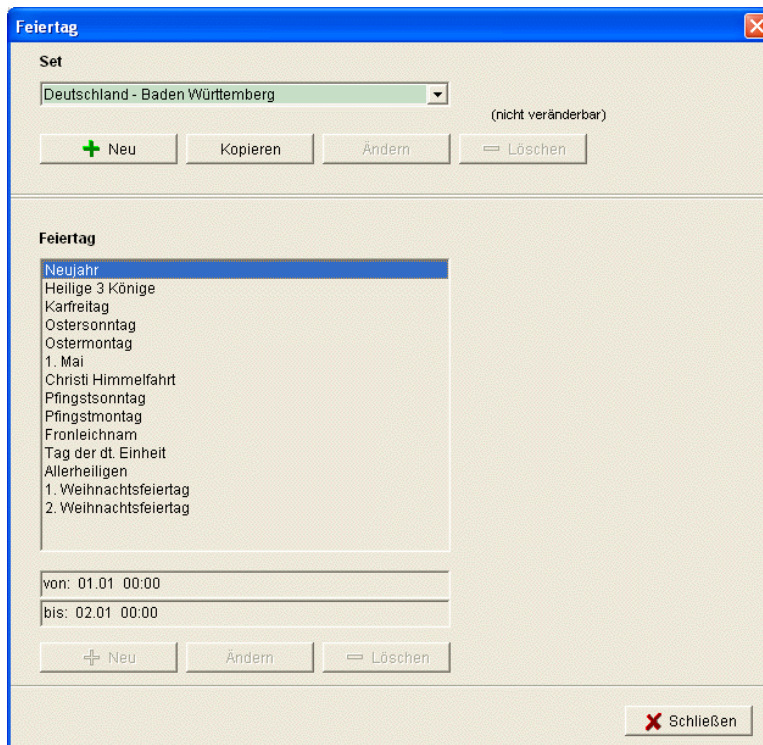 Feiertag
Set
Deutschland - Baden Württemberg
(nicht veränderbar)
Neu Kopieren Ändern Löschen
Feiertag
Neujahr
Heilige 3 Könige
Karfreitag
Ostersonntag
Ostermontag
1. Mai
Christi Himmelfahrt
Pfingstsonntag
Pfingstmontag
Fronleichnam
Tag der dt. Einheit
Allerheiligen
1. Weihnachtsfeiertag
2. Weihnachtsfeiertag
von: 01.01 00:00
bis: 02.01 00:00
Neu Ändern Löschen
Schließen